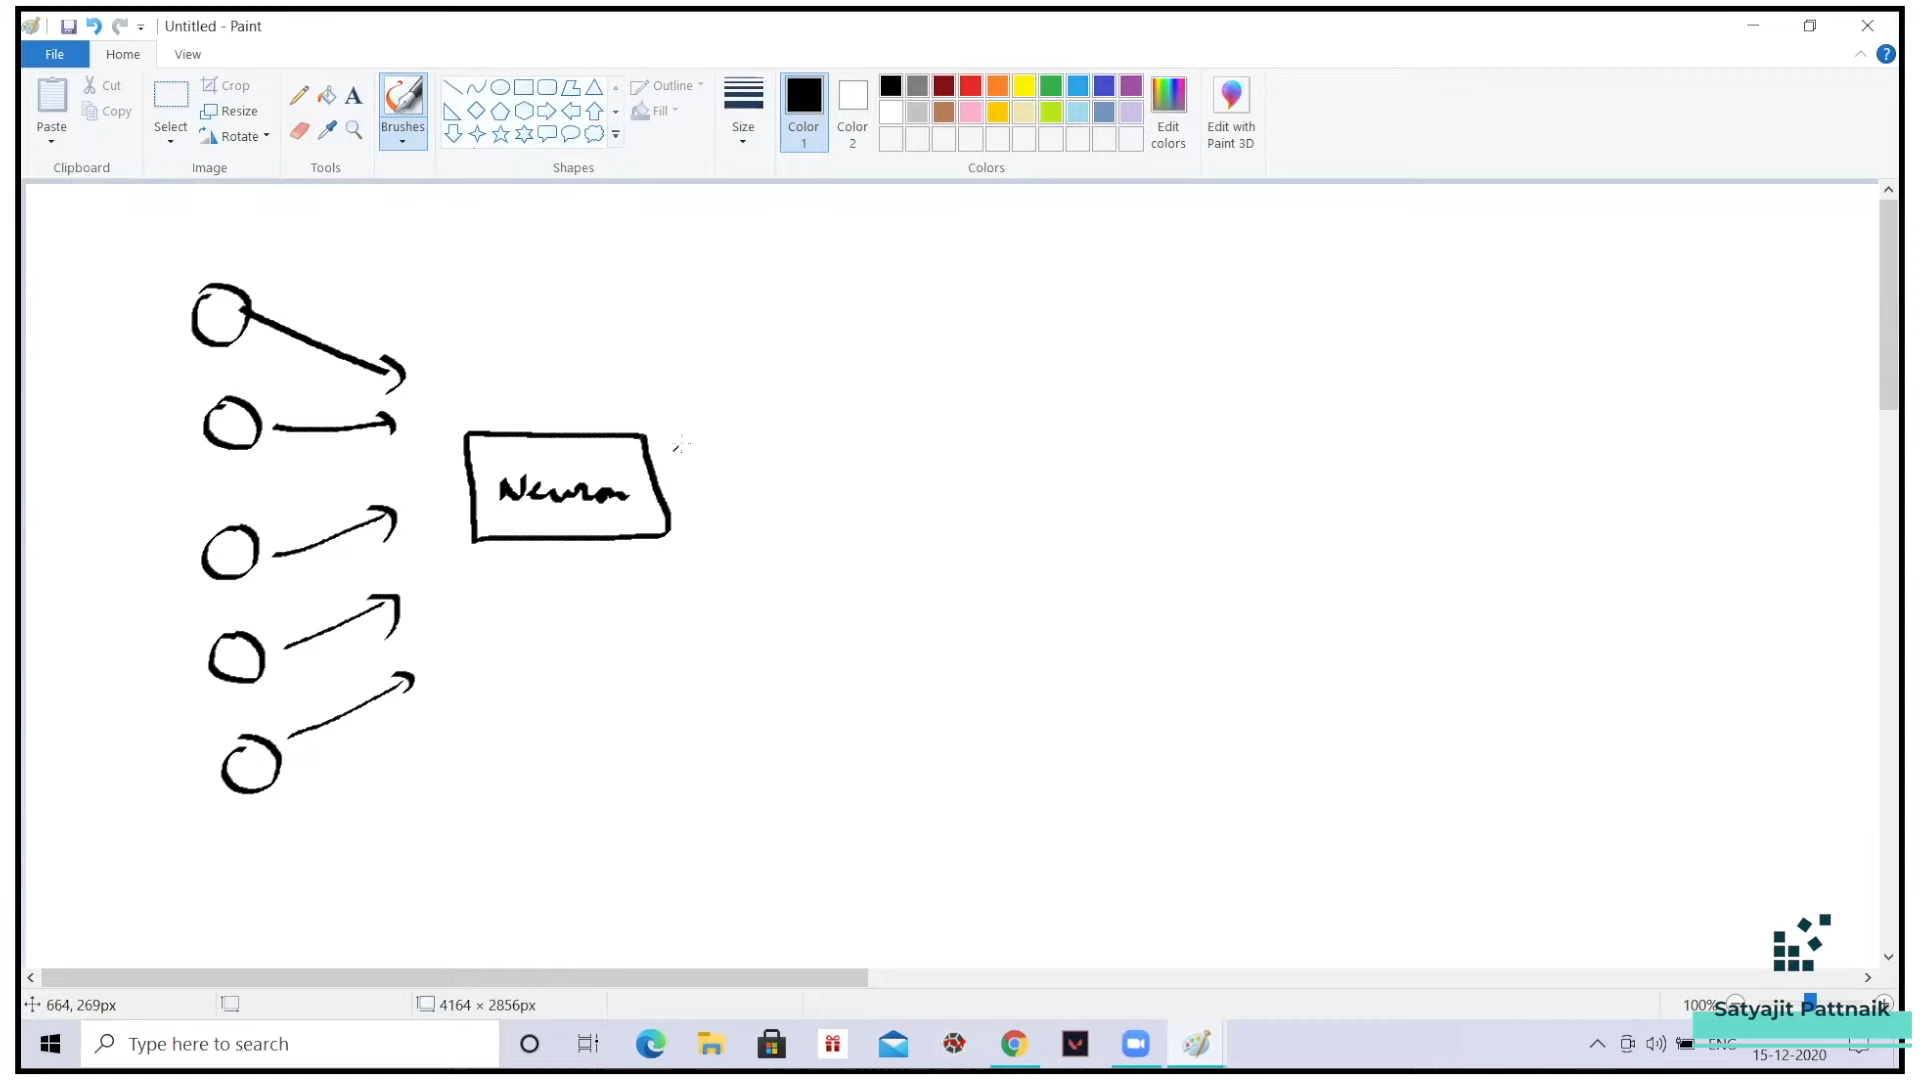 Untitled - Paint
File Home View
Paste
Cut
Copy
Clipboard
Select
Crop
Resize
Rotate
Image
Tools
Brushes
Outline
Fill
Shapes
Size
Color 1
Color 2
Edit colors
Edit with Paint 3D
Colors
Neuron
664, 269px
4164 × 2856px
100%
Satyajit Pattnaik
Type here to search
ENG
15-12-2020